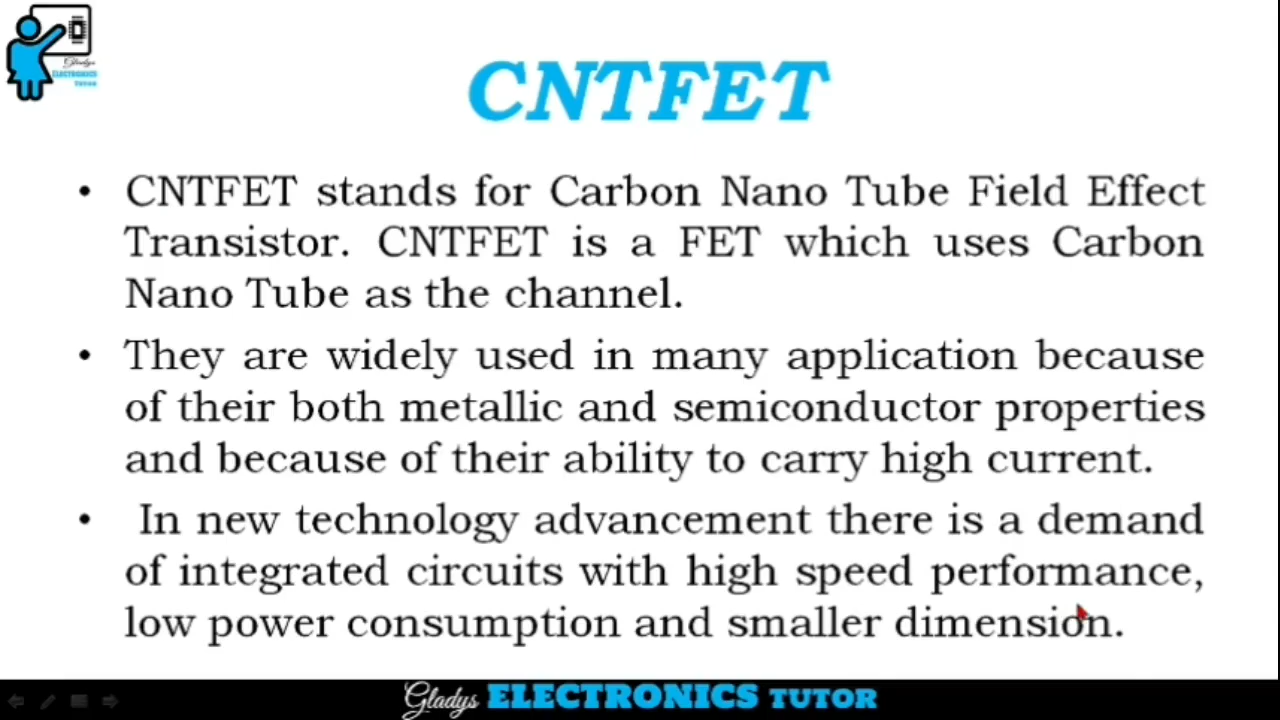 Gladys
ELECTRONICS
TUTOR
CNTFET
• CNTFET stands for Carbon Nano Tube Field Effect
Transistor. CNTFET is a FET which uses Carbon
Nano Tube as the channel.
• They are widely used in many application because
of their both metallic and semiconductor properties
and because of their ability to carry high current.
• In new technology advancement there is a demand
of integrated circuits with high speed performance,
low power consumption and smaller dimension.
Gladys ELECTRONICS TUTOR